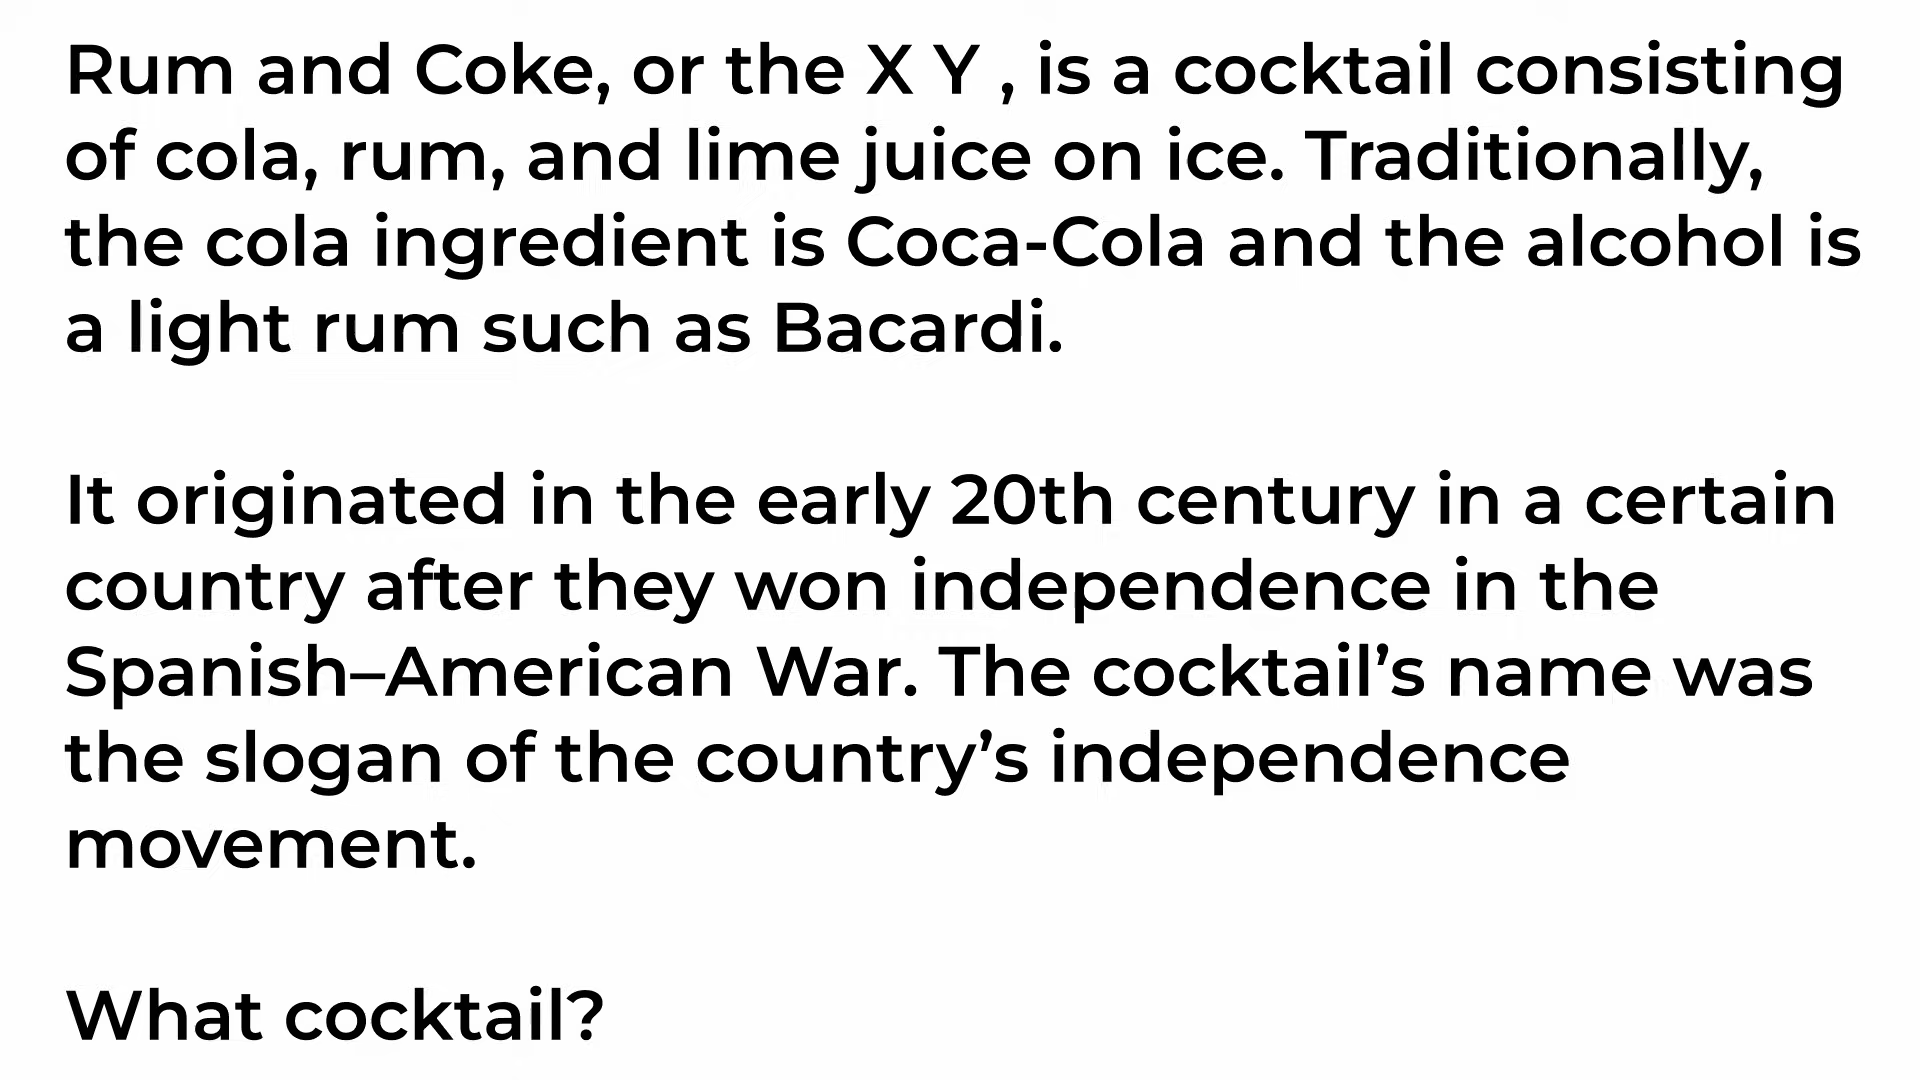 Rum and Coke, or the X Y , is a cocktail consisting
of cola, rum, and lime juice on ice. Traditionally,
the cola ingredient is Coca-Cola and the alcohol is
a light rum such as Bacardi.
It originated in the early 20th century in a certain
country after they won independence in the
Spanish–American War. The cocktail’s name was
the slogan of the country’s independence
movement.
What cocktail?